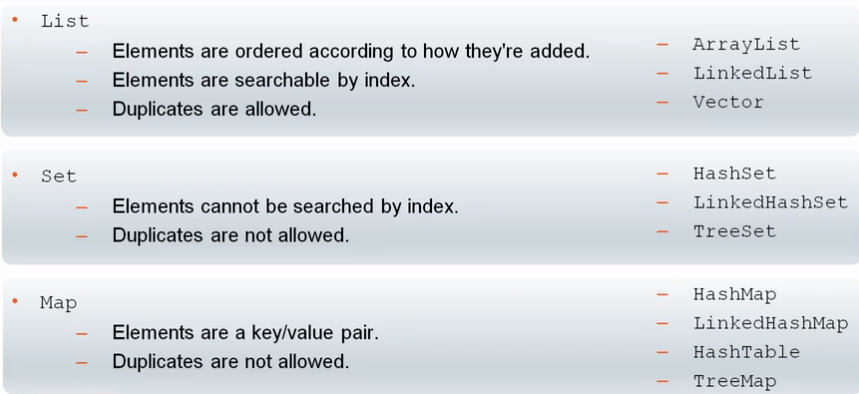 • List
– Elements are ordered according to how they're added.
– Elements are searchable by index.
– Duplicates are allowed.
– ArrayList
– LinkedList
– Vector
• Set
– Elements cannot be searched by index.
– Duplicates are not allowed.
– HashSet
– LinkedHashSet
– TreeSet
• Map
– Elements are a key/value pair.
– Duplicates are not allowed.
– HashMap
– LinkedHashMap
– HashTable
– TreeMap